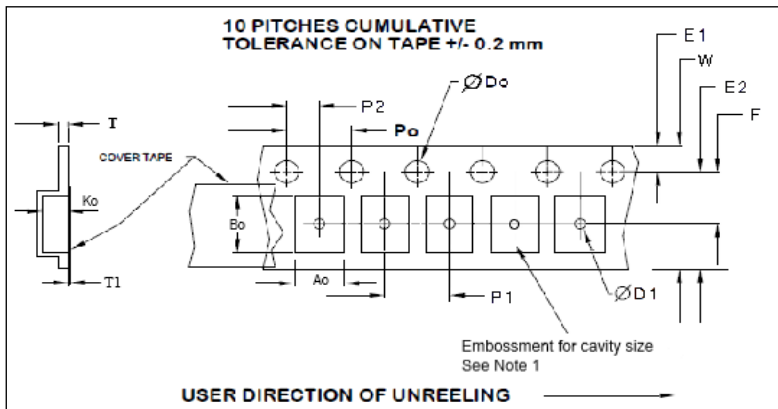 10 PITCHES CUMULATIVE
TOLERANCE ON TAPE +/- 0.2 mm
E1
W
E2
F
ØDo
P2
Po
T
COVER TAPE
Ko
Bo
Ao
T1
P1
ØD1
Embossment for cavity size
See Note 1
USER DIRECTION OF UNREELING